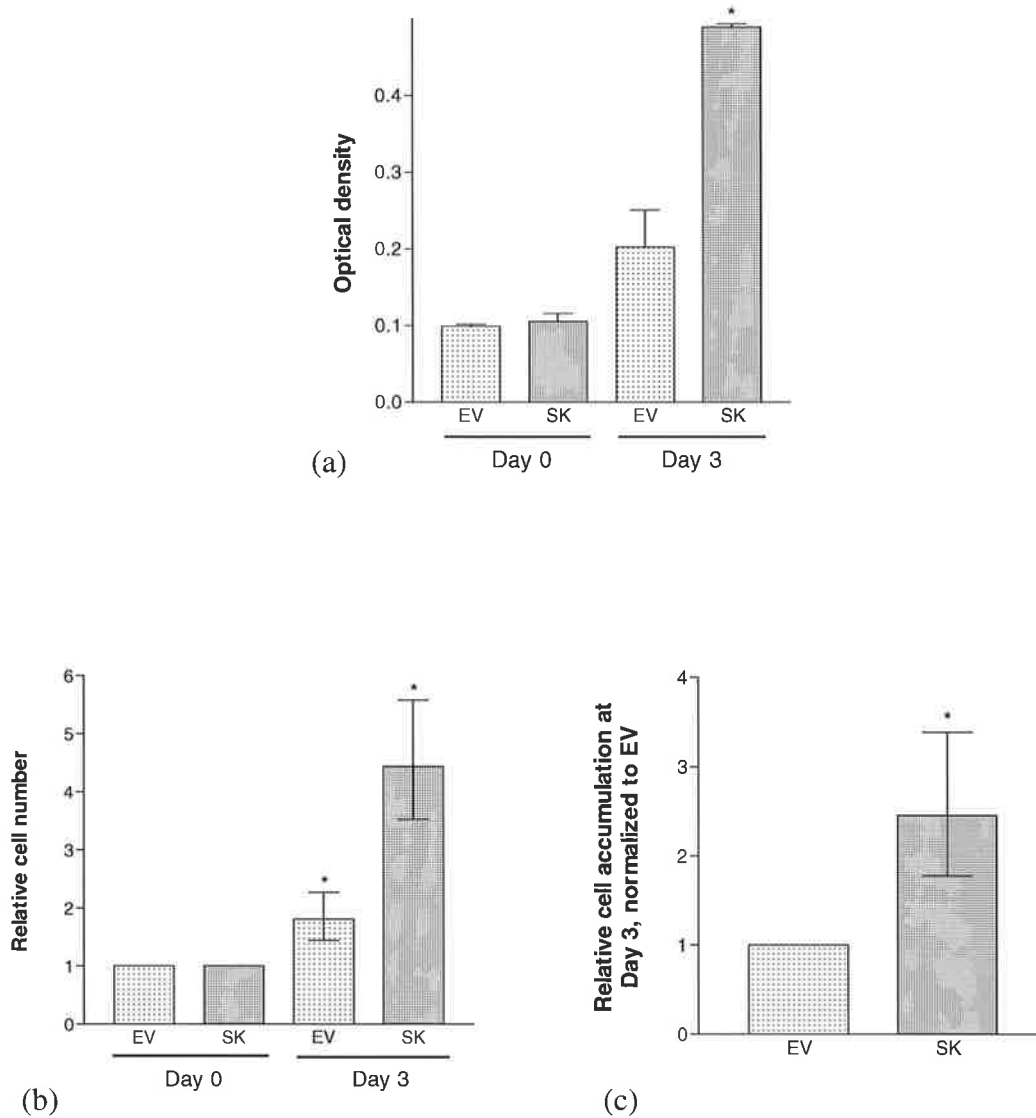 *
Optical density
0.4
0.3
0.2
0.1
0.0
EV SK EV SK
Day 0 Day 3
(a)
Relative cell number
6
5
4
3
2
1
0
*
*
EV SK EV SK
Day 0 Day 3
(b)
Relative cell accumulation at
Day 3, normalized to EV
4
3
2
1
0
*
EV SK
(c)